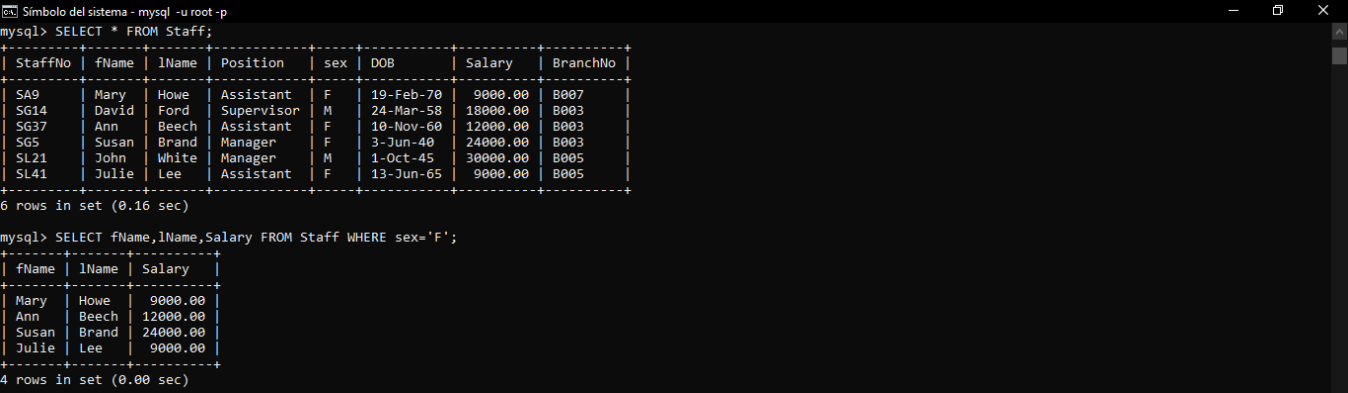 Símbolo del sistema - mysql  -u root -p
mysql> SELECT * FROM Staff;
+---------+-------+-------+------------+-----+-----------+----------+----------+
| StaffNo | fName | lName | Position   | sex | DOB       | Salary   | BranchNo |
+---------+-------+-------+------------+-----+-----------+----------+----------+
| SA9     | Mary  | Howe  | Assistant  | F   | 19-Feb-70 |  9000.00 | B007     |
| SG14    | David | Ford  | Supervisor | M   | 24-Mar-58 | 18000.00 | B003     |
| SG37    | Ann   | Beech | Assistant  | F   | 10-Nov-60 | 12000.00 | B003     |
| SG5     | Susan | Brand | Manager    | F   | 3-Jun-40  | 24000.00 | B003     |
| SL21    | John  | White | Manager    | M   | 1-Oct-45  | 30000.00 | B005     |
| SL41    | Julie | Lee   | Assistant  | F   | 13-Jun-65 |  9000.00 | B005     |
+---------+-------+-------+------------+-----+-----------+----------+----------+
6 rows in set (0.16 sec)

mysql> SELECT fName,lName,Salary FROM Staff WHERE sex='F';
+-------+-------+----------+
| fName | lName | Salary   |
+-------+-------+----------+
| Mary  | Howe  |  9000.00 |
| Ann   | Beech | 12000.00 |
| Susan | Brand | 24000.00 |
| Julie | Lee   |  9000.00 |
+-------+-------+----------+
4 rows in set (0.00 sec)